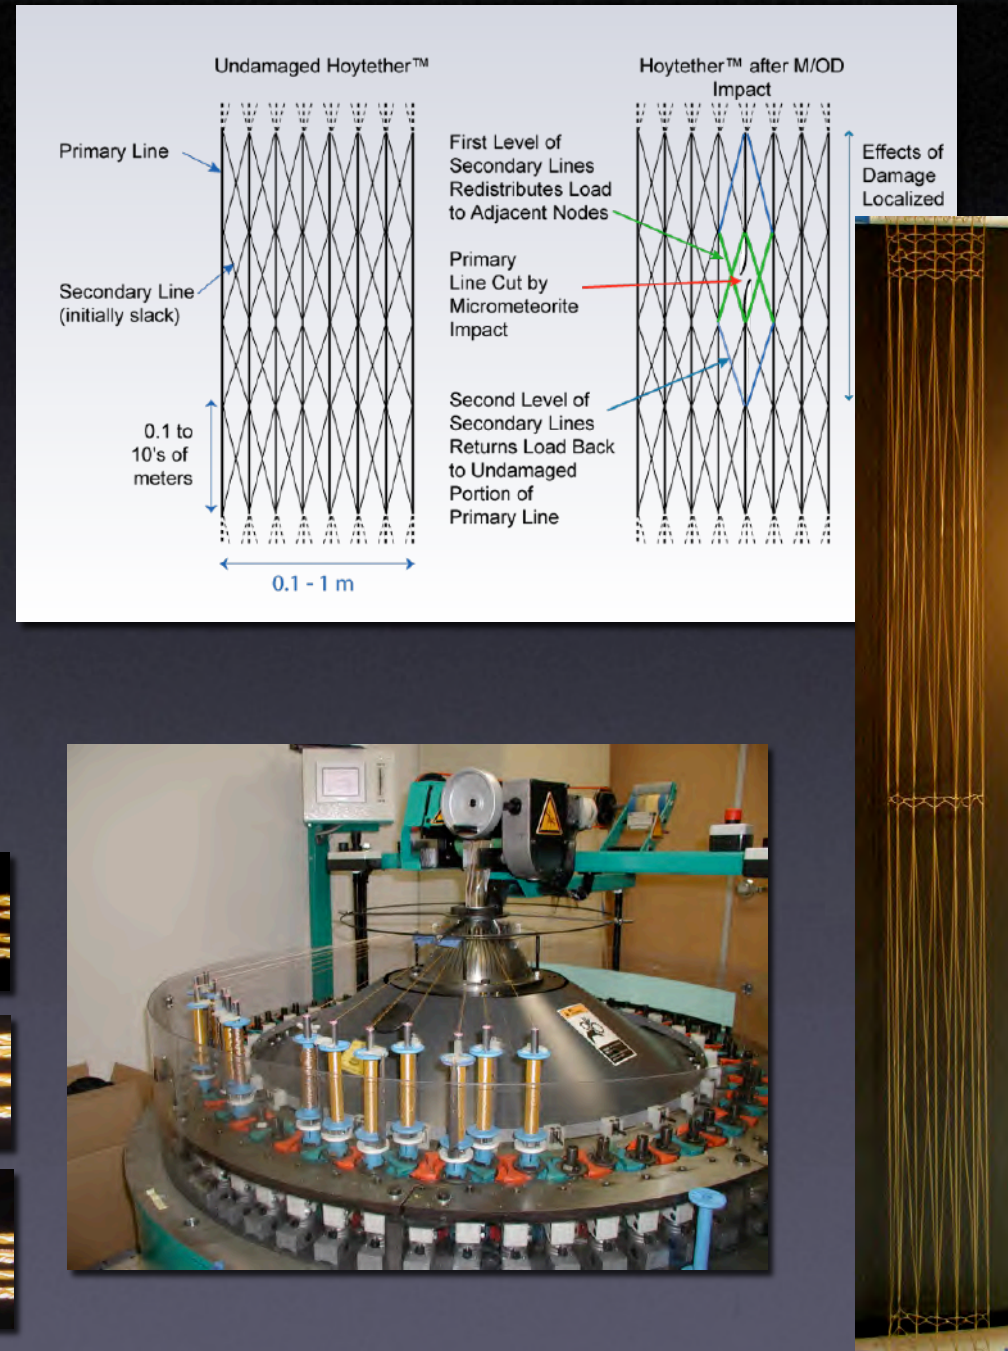 Undamaged Hoytether™
Primary Line
Secondary Line
(initially slack)
0.1 to
10's of
meters
0.1 - 1 m
Hoytether™ after M/OD
Impact
First Level of
Secondary Lines
Redistributes Load
to Adjacent Nodes
Primary
Line Cut by
Micrometeorite
Impact
Second Level of
Secondary Lines
Returns Load Back
to Undamaged
Portion of
Primary Line
Effects of
Damage
Localized